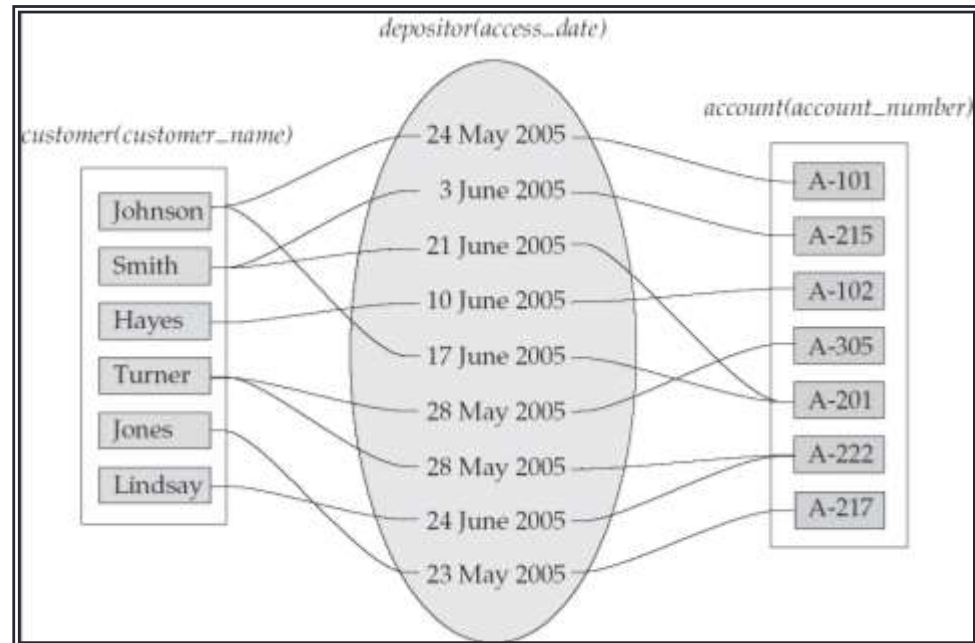 depositor(access_date)
customer(customer_name)
account(account_number)
Johnson
Smith
Hayes
Turner
Jones
Lindsay
24 May 2005
3 June 2005
21 June 2005
10 June 2005
17 June 2005
28 May 2005
28 May 2005
24 June 2005
23 May 2005
A-101
A-215
A-102
A-305
A-201
A-222
A-217